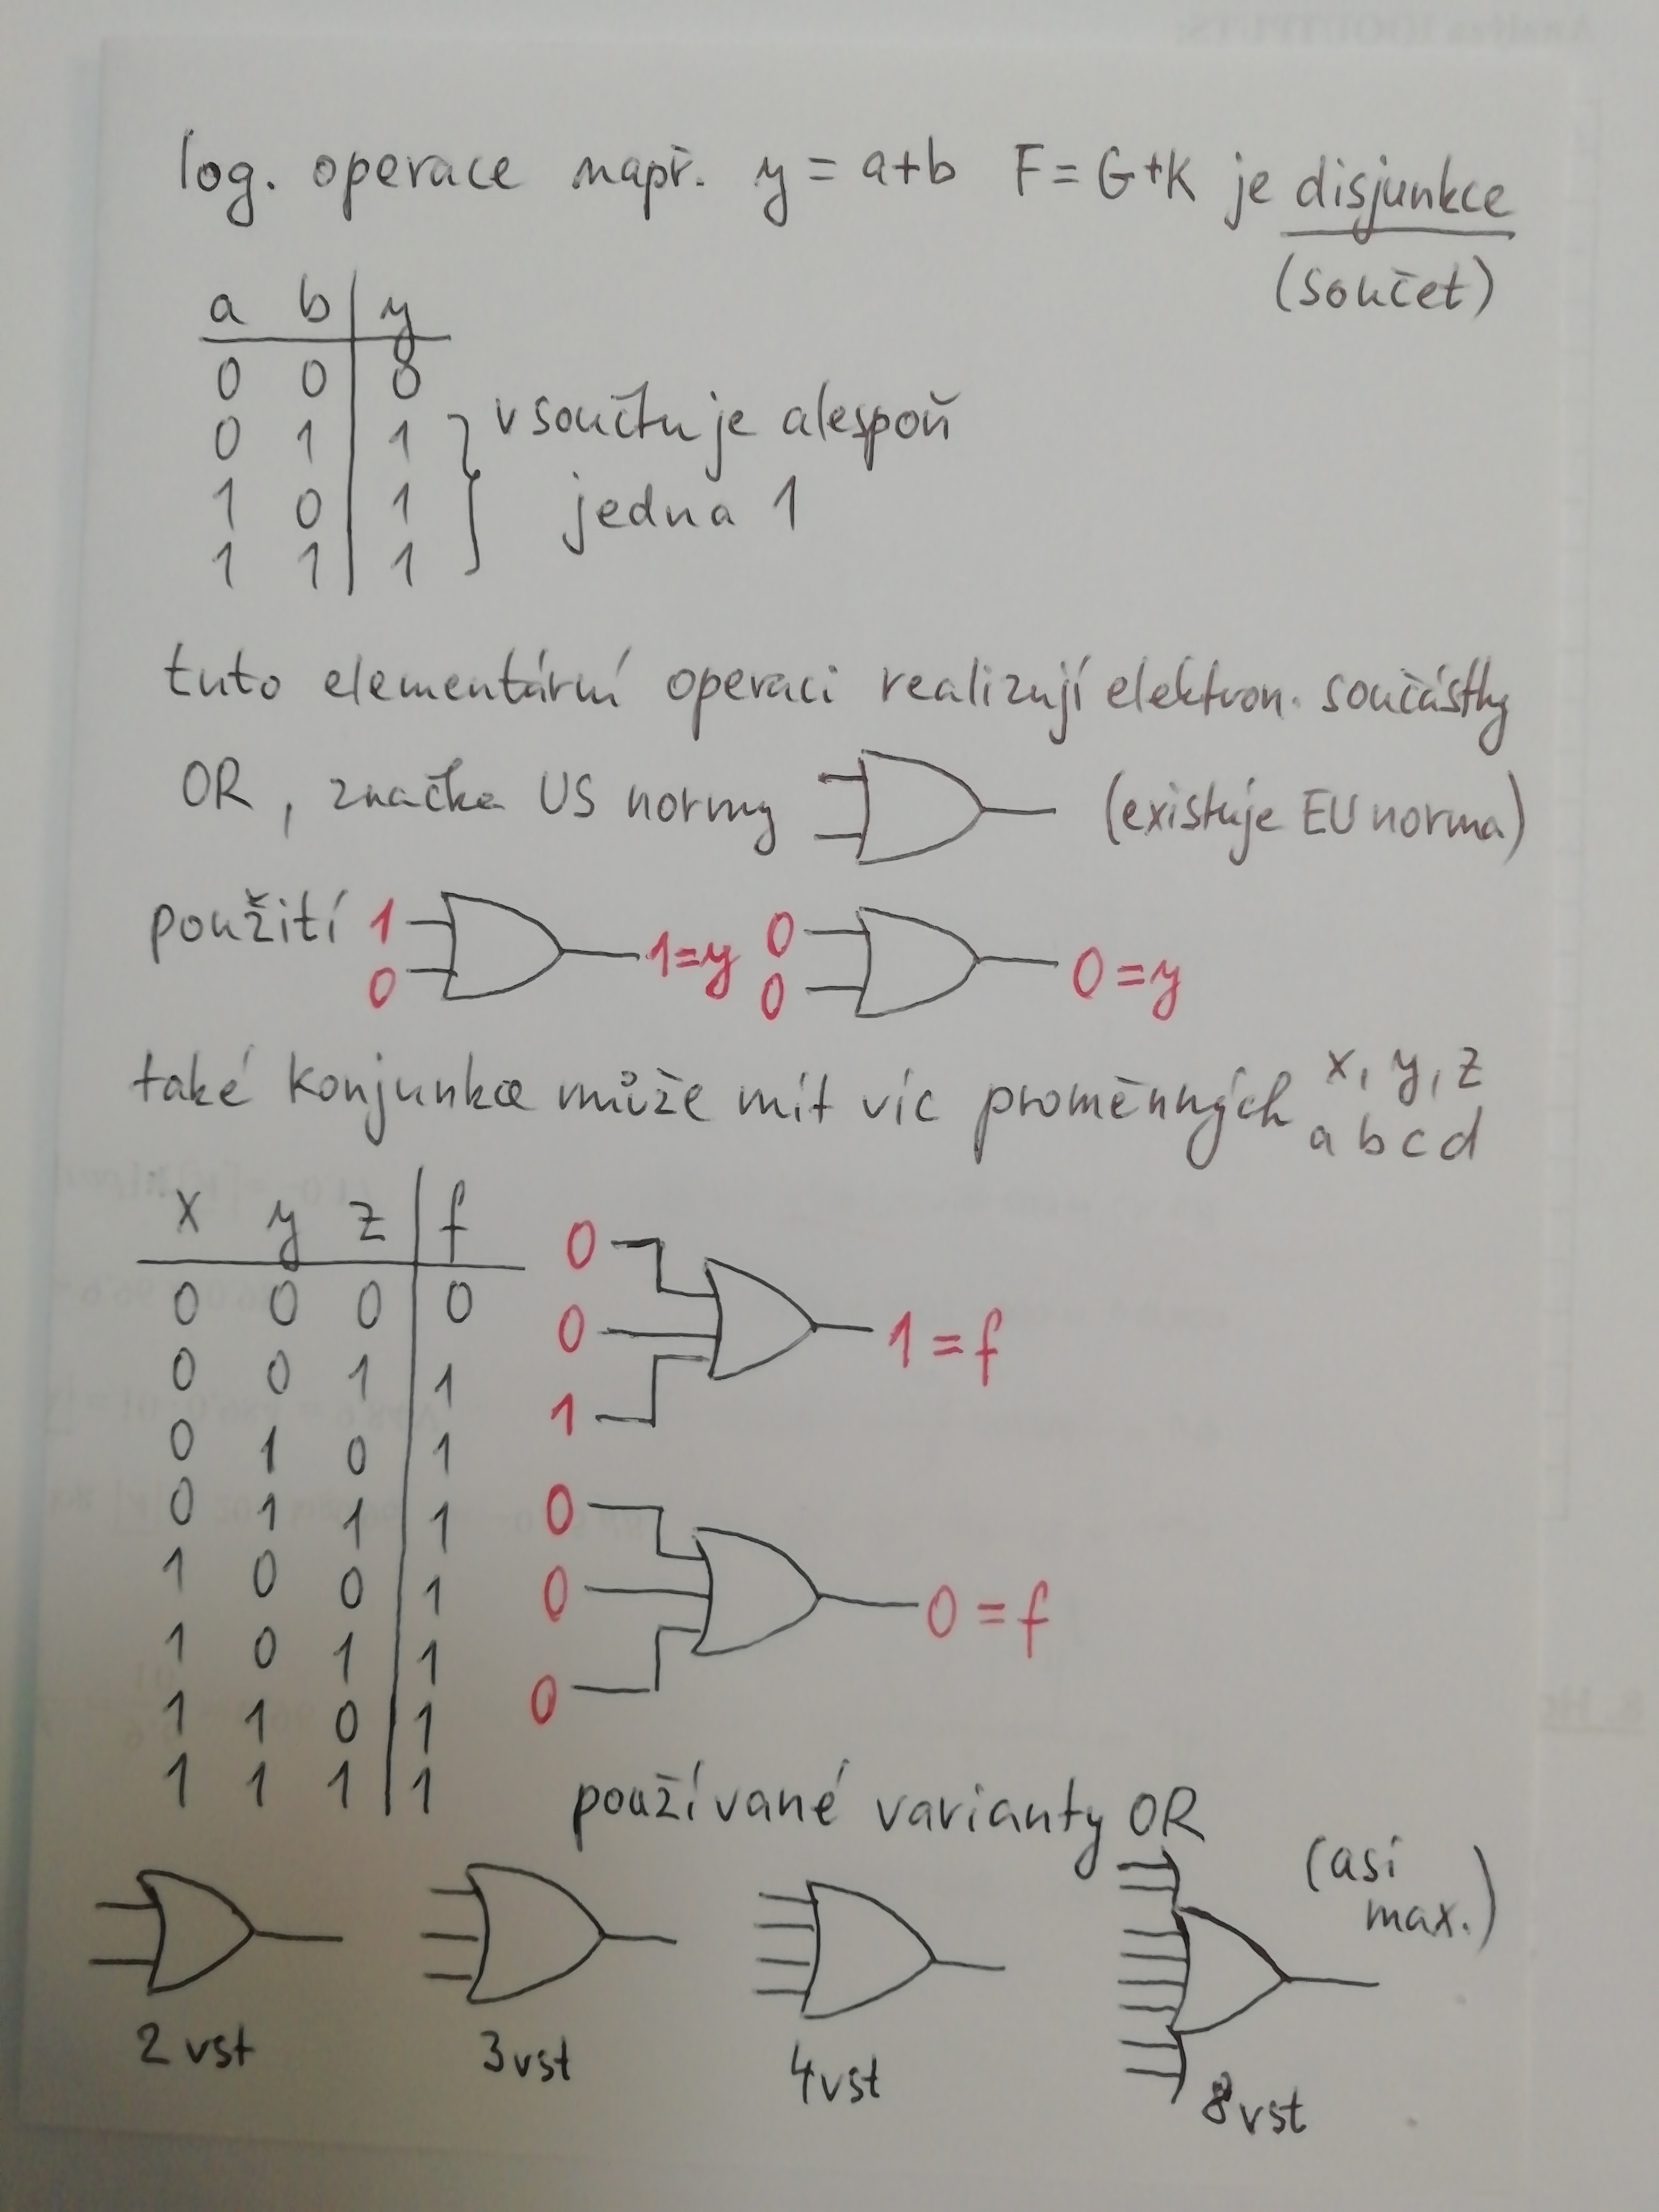 log. operace např. y = a+b F = G+K je disjunkce
(součet)
a b y
0 0 0
0 1 1
1 0 1
1 1 1
v součtu je alespoň
jedna 1
tuto elementární operaci realizují elektron. součástky
OR, značka US normy (existuje EU norma)
použití 1 0 1=y 0 0 0=y
také konjunkce může mít víc proměnných x, y, z
a b c d
x y z f
0 0 0 0
0 0 1 1
0 1 0 1
0 1 1 1
1 0 0 1
1 0 1 1
1 1 0 1
1 1 1 1
0
0
1
1 = f
0
0
0
0 = f
používané varianty OR
(asi
max.)
2 vst
3 vst
4 vst
8 vst